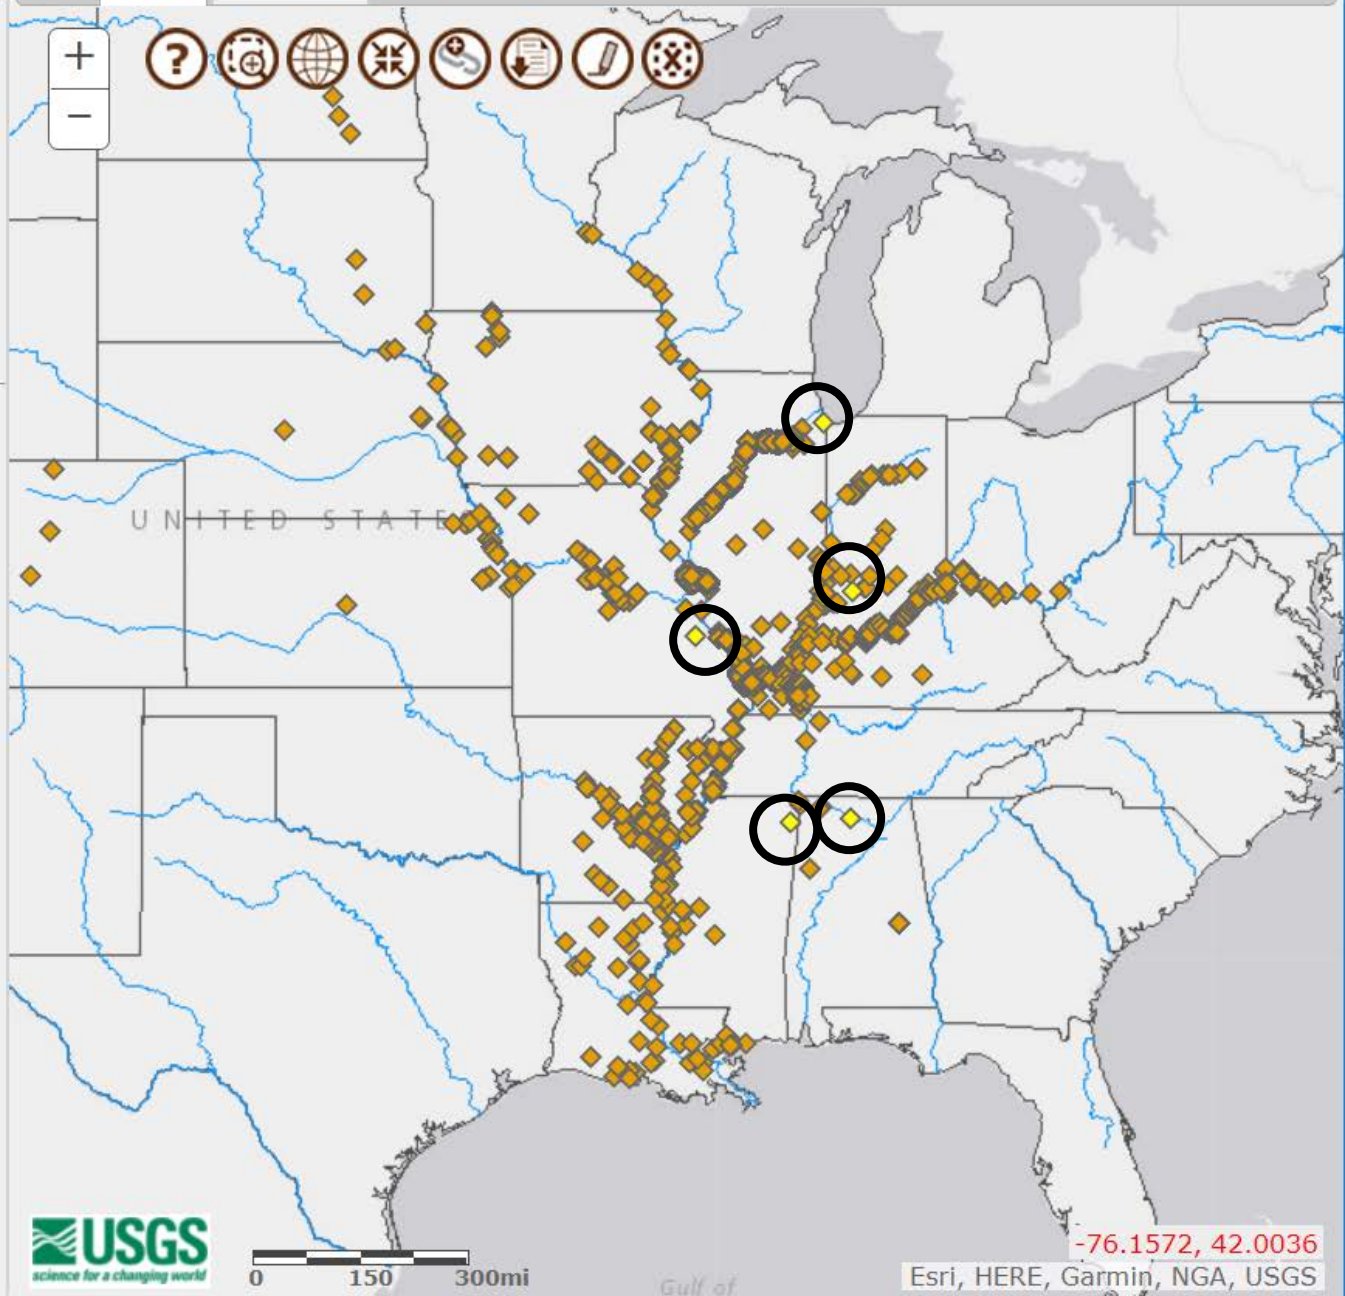 +
?
−
UNITED STATE
USGS
science for a changing world
0 150 300mi
-76.1572, 42.0036
Esri, HERE, Garmin, NGA, USGS
Gulf of